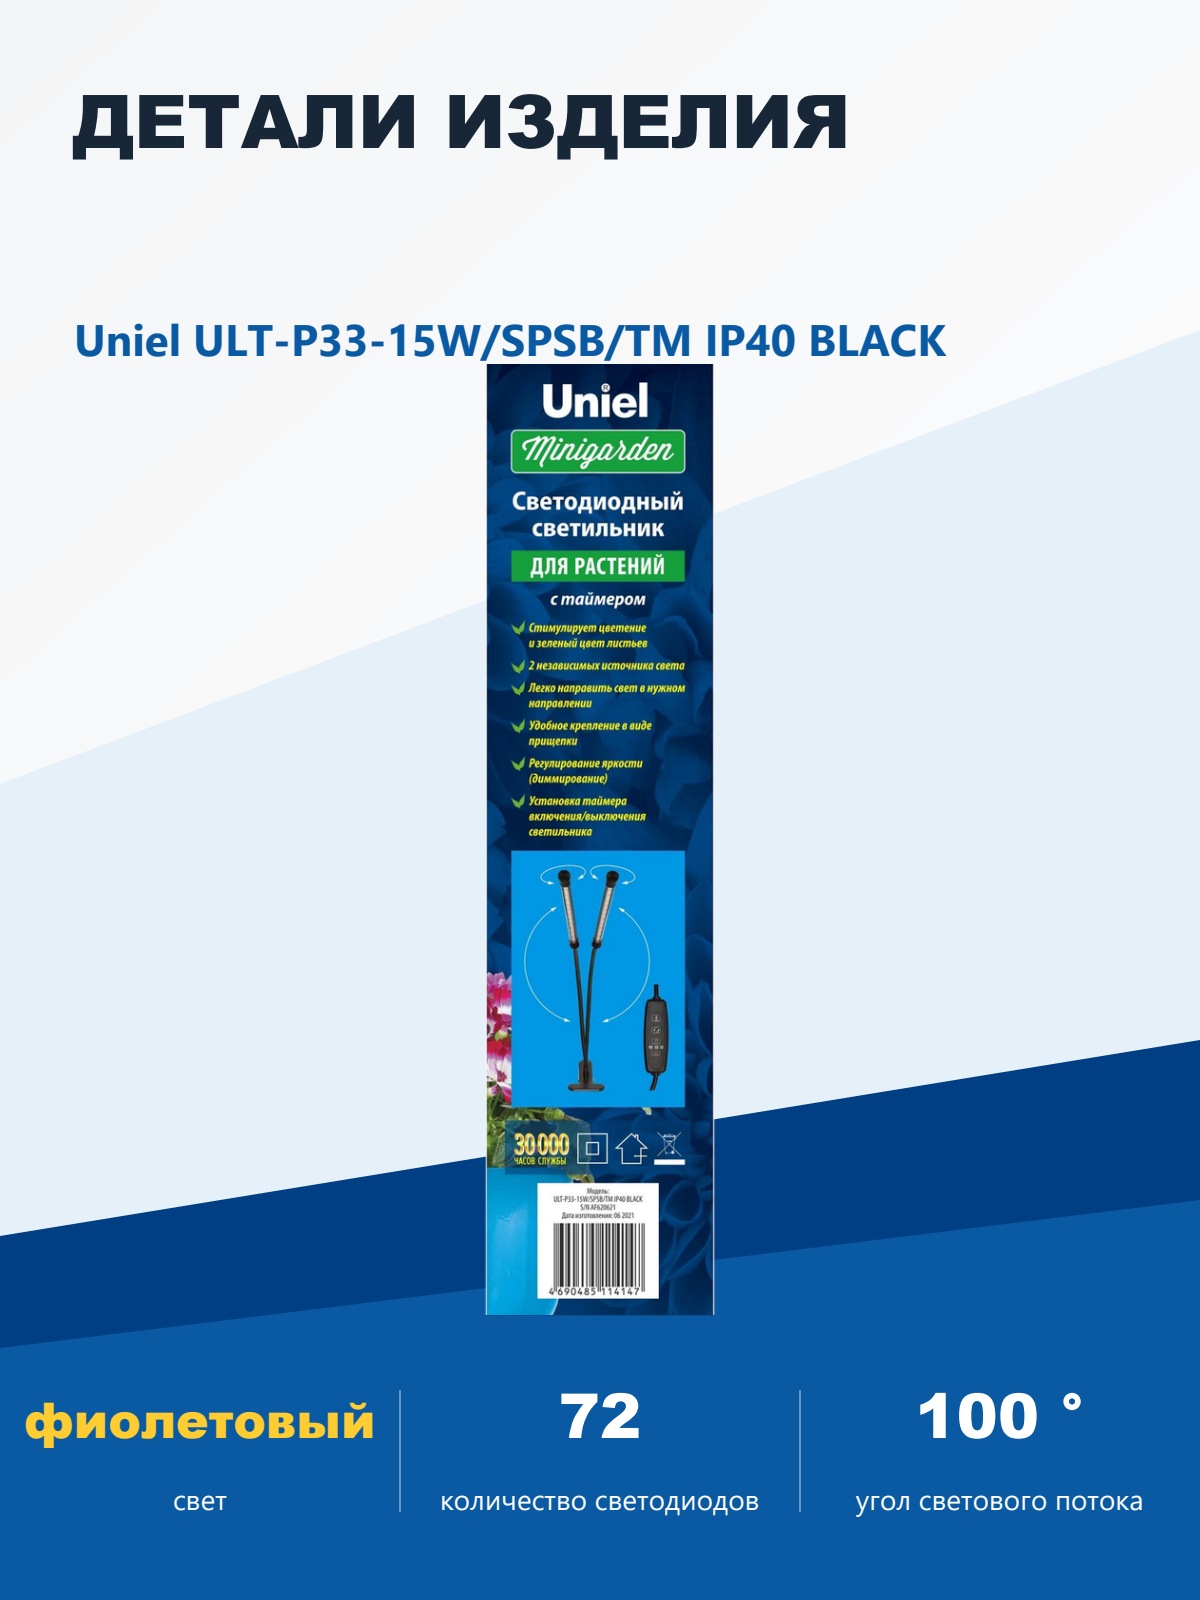 ДЕТАЛИ ИЗДЕЛИЯ
Uniel ULT-P33-15W/SPSB/TM IP40 BLACK
Uniel®
Minigarden
Светодиодный
светильник
ДЛЯ РАСТЕНИЙ
с таймером
Стимулирует цветение
и зеленый цвет листьев
2 независимых источника света
Легко направить свет в нужном
направлении
Удобное крепление в виде
прищепки
Регулирование яркости
(диммирование)
Установка таймера
включения/выключения
светильника
30 000
ЧАСОВ СЛУЖБЫ
Модель:
ULT-P33-15W/SPSB/TM IP40 BLACK
S/N AF620621
Дата изготовления: 06 2021
4 690485 114147
фиолетовый
свет
72
количество светодиодов
100 °
угол светового потока